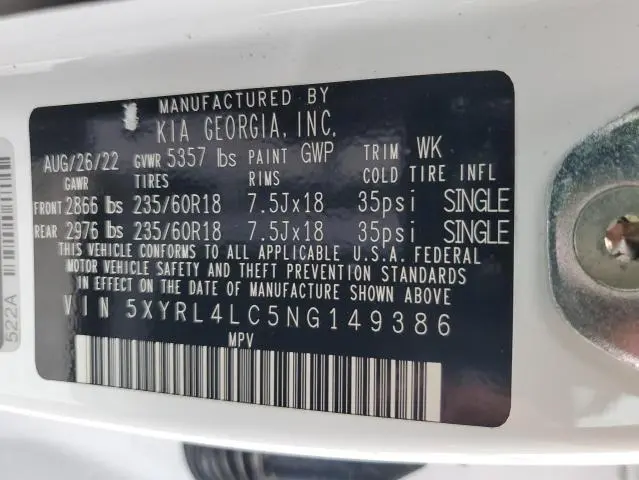 MANUFACTURED BY
KIA GEORGIA, INC.
AUG/26/22 GVWR 5357 lbs PAINT GWP TRIM WK
GAWR TIRES RIMS COLD TIRE INFL
FRONT 2866 lbs 235/60R18 7.5Jx18 35psi SINGLE
REAR 2976 lbs 235/60R18 7.5Jx18 35psi SINGLE
THIS VEHICLE CONFORMS TO ALL APPLICABLE U.S.A. FEDERAL
MOTOR VEHICLE SAFETY AND THEFT PREVENTION STANDARDS
IN EFFECT ON THE DATE OF MANUFACTURE SHOWN ABOVE
VIN 5XYRL4LC5NG149386
MPV
522A